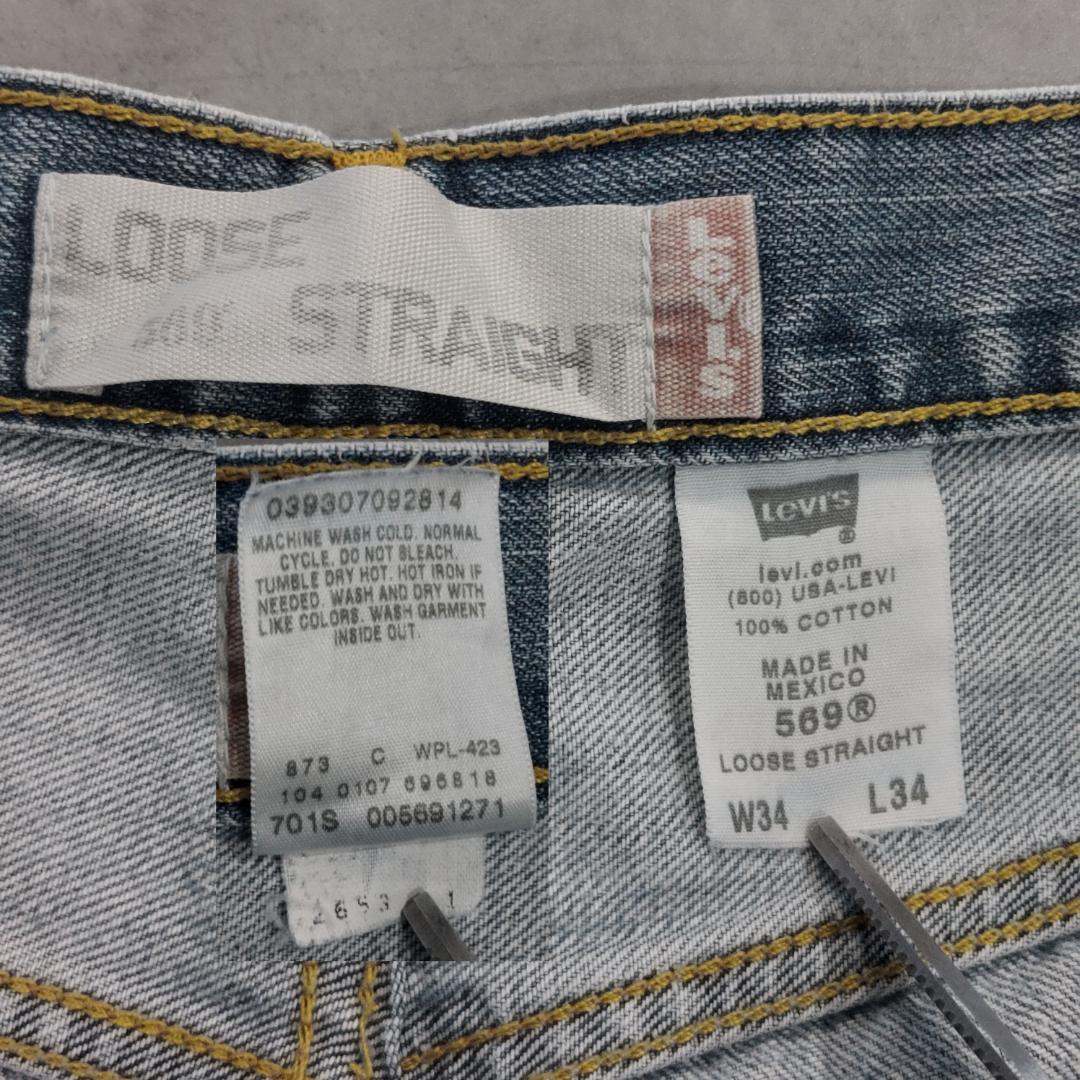 LOOSE
STRAIGHT
Levi's
039307092814
MACHINE WASH COLD. NORMAL
CYCLE. DO NOT BLEACH.
TUMBLE DRY HOT. HOT IRON IF
NEEDED. WASH AND DRY WITH
LIKE COLORS. WASH GARMENT
INSIDE OUT.
873 C WPL-423
104 0107 696818
701S 005691271
Levi's
®
levi.com
(800) USA-LEVI
100% COTTON
MADE IN
MEXICO
569®
LOOSE STRAIGHT
W34 L34